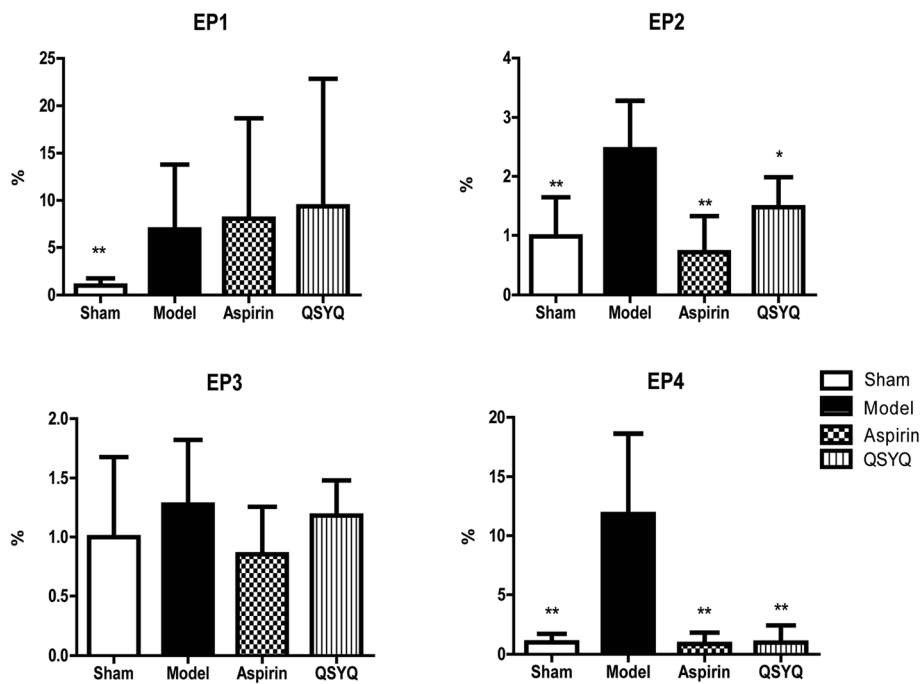 EP1
25
20
15
10
5
0
%
**
Sham Model Aspirin QSYQ
EP2
4
3
2
1
0
%
**
**
*
Sham Model Aspirin QSYQ
EP3
2.0
1.5
1.0
0.5
0.0
%
Sham Model Aspirin QSYQ
EP4
20
15
10
5
0
%
**
**
**
Sham Model Aspirin QSYQ
Sham
Model
Aspirin
QSYQ